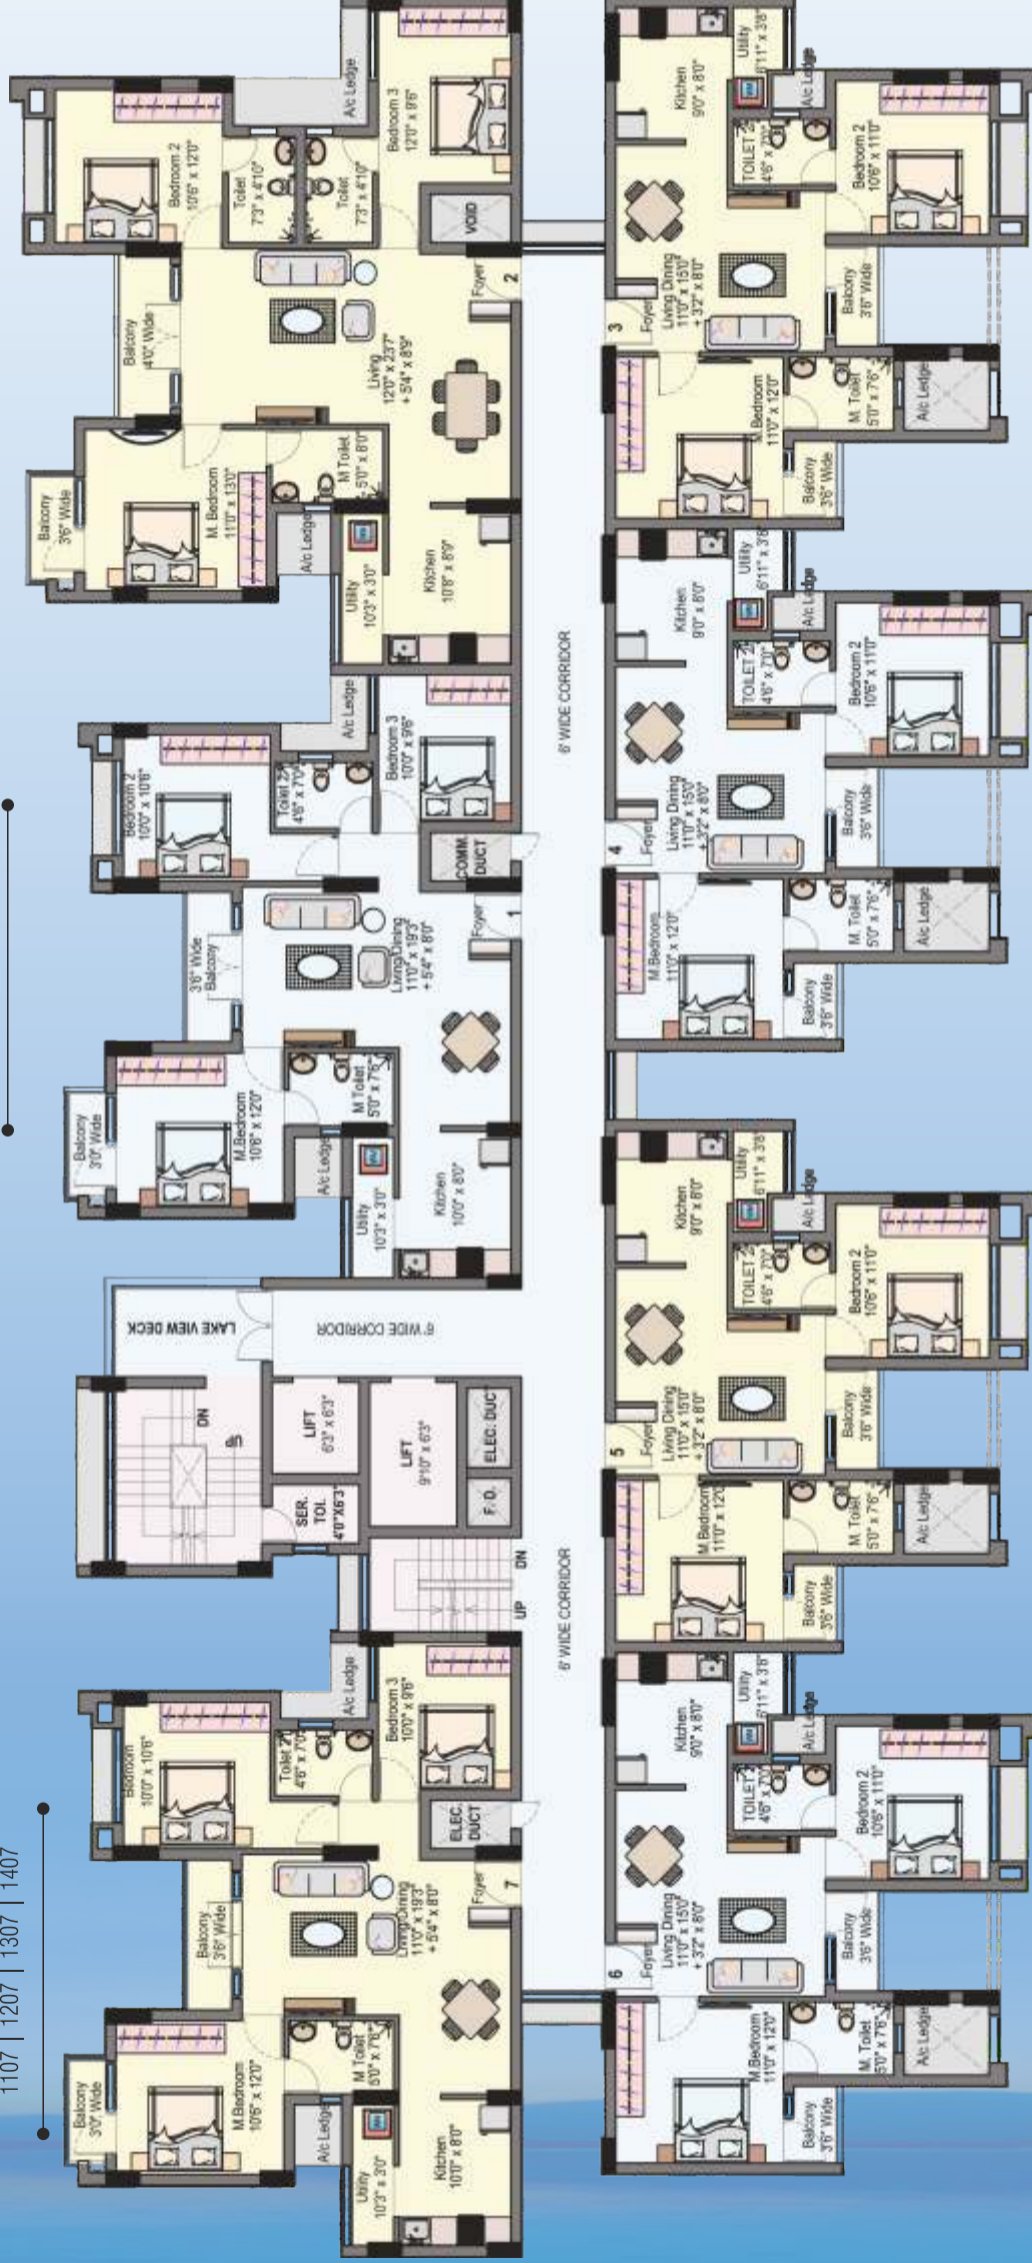 1107 | 1207 | 1307 | 1407
Balcony
3'0" Wide
M.Bedroom
10'6" x 12'0"
A/c Ledge
M Toilet
5'0" x 7'6"
Utility
10'3" x 3'0"
Kitchen
10'0" x 8'0"
Balcony
3'6" Wide
Living/Dining
11'0" x 19'3"
+ 5'4" x 8'0"
Foyer
7
Bedroom
10'0" x 10'6"
Toilet 2
4'6" x 7'0"
A/c Ledge
Bedroom 3
10'0" x 9'6"
ELEC.
DUCT
UP
DN
DN
UP
SER.
TOI.
4'0"X6'3"
LIFT
6'3" x 6'3"
LIFT
9'10" x 6'3"
F.D.
ELEC. DUCT
LAKE VIEW DECK
6' WIDE CORRIDOR
Balcony
3'0" Wide
M.Bedroom
10'6" x 12'0"
A/c Ledge
M Toilet
5'0" x 7'6"
Utility
10'3" x 3'0"
Kitchen
10'0" x 8'0"
3'6" Wide
Balcony
Living/Dining
11'0" x 19'3"
+ 5'4" x 8'0"
Foyer
1
Bedroom 2
10'0" x 10'6"
Toilet 2
4'6" x 7'0"
A/c Ledge
Bedroom 3
10'0" x 9'6"
COMM.
DUCT
Balcony
3'6" Wide
M. Bedroom
11'0" x 13'0"
A/c Ledge
M Toilet
5'0" x 8'0"
Utility
10'3" x 3'0"
Kitchen
10'8" x 8'9"
Balcony
4'0" Wide
Living
12'0" x 23'7"
+ 5'4" x 8'9"
Foyer
2
Bedroom 2
10'6" x 12'0"
Toilet
7'3" x 4'10"
Toilet
7'3" x 4'10"
A/c Ledge
Bedroom 3
12'0" x 9'6"
VOID
6' WIDE CORRIDOR
6' WIDE CORRIDOR
6
Foyer
Living Dining
11'0" x 15'0"
+ 3'2" x 8'0"
Kitchen
9'0" x 8'0"
Utility
6'11" x 3'8"
TOILET 2
4'6" x 7'0"
A/c Ledge
M.Bedroom
11'0" x 12'0"
M. Toilet
5'0" x 7'6"
Balcony
3'6" Wide
Balcony
3'6" Wide
Bedroom 2
10'6" x 11'0"
A/c Ledge
5
Foyer
Living Dining
11'0" x 15'0"
+ 3'2" x 8'0"
Kitchen
9'0" x 8'0"
Utility
6'11" x 3'8"
TOILET 2
4'6" x 7'0"
A/c Ledge
M.Bedroom
11'0" x 12'0"
M. Toilet
5'0" x 7'6"
Balcony
3'6" Wide
Balcony
3'6" Wide
Bedroom 2
10'6" x 11'0"
A/c Ledge
4
Foyer
Living Dining
11'0" x 15'0"
+ 3'2" x 8'0"
Kitchen
9'0" x 8'0"
Utility
6'11" x 3'8"
TOILET 2
4'6" x 7'0"
A/c Ledge
M.Bedroom
11'0" x 12'0"
M. Toilet
5'0" x 7'6"
Balcony
3'6" Wide
Balcony
3'6" Wide
Bedroom 2
10'6" x 11'0"
A/c Ledge
3
Foyer
Living Dining
11'0" x 15'0"
+ 3'2" x 8'0"
Kitchen
9'0" x 8'0"
Utility
6'11" x 3'8"
TOILET 2
4'6" x 7'0"
A/c Ledge
M.Bedroom
11'0" x 12'0"
M. Toilet
5'0" x 7'6"
Balcony
3'6" Wide
Balcony
3'6" Wide
Bedroom 2
10'6" x 11'0"
A/c Ledge